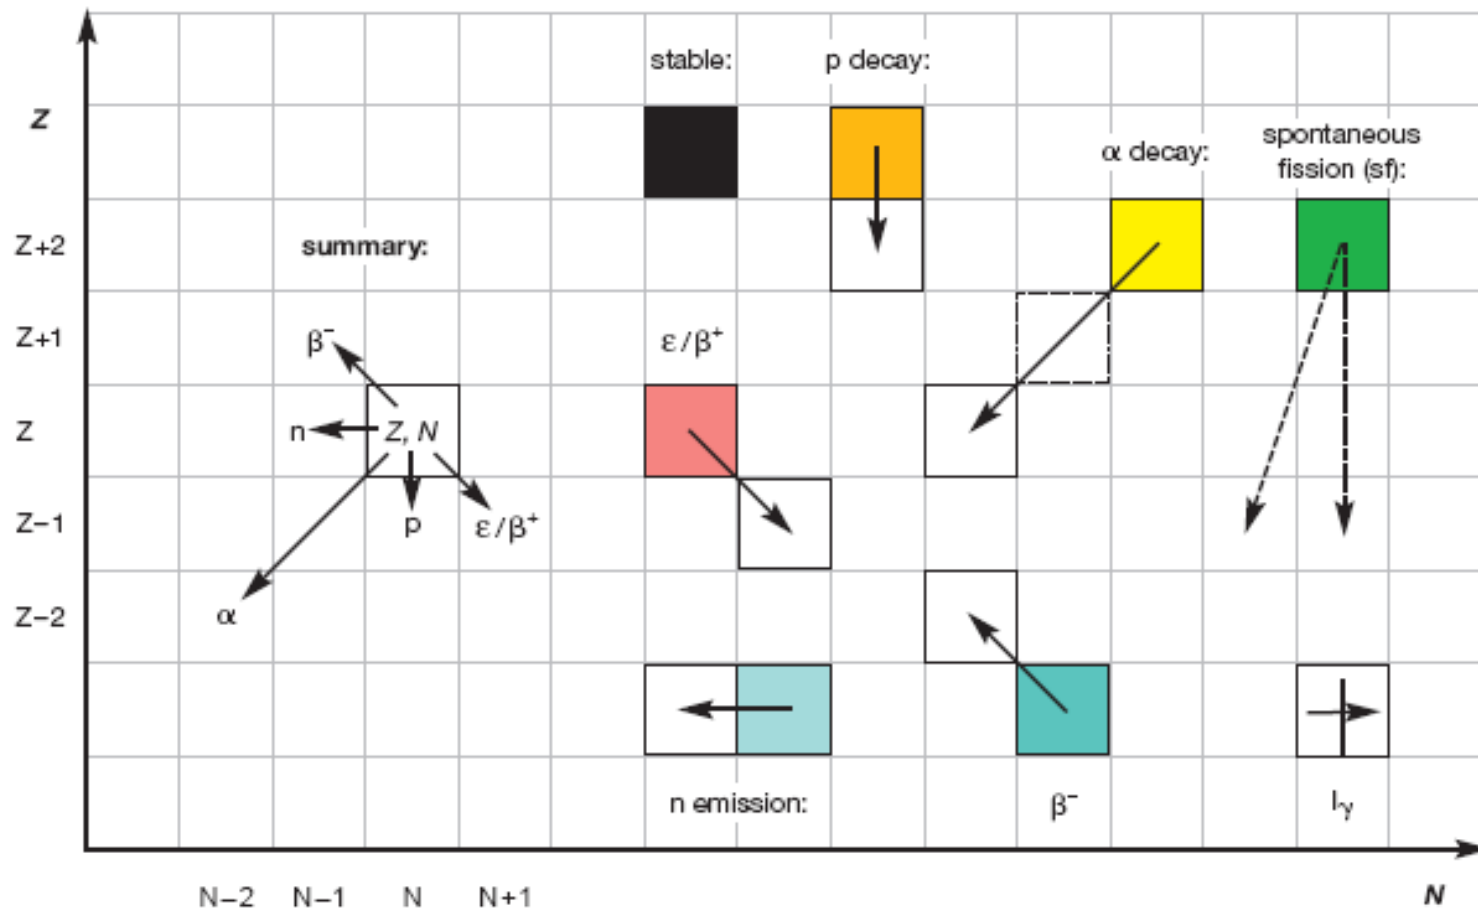 stable:
p decay:
Z
α decay:
spontaneous
fission (sf):
Z+2
summary:
Z+1
β⁻
ε/β⁺
Z
n
Z, N
Z−1
p
ε/β⁺
Z−2
α
n emission:
β⁻
Iγ
N−2
N−1
N
N+1
N